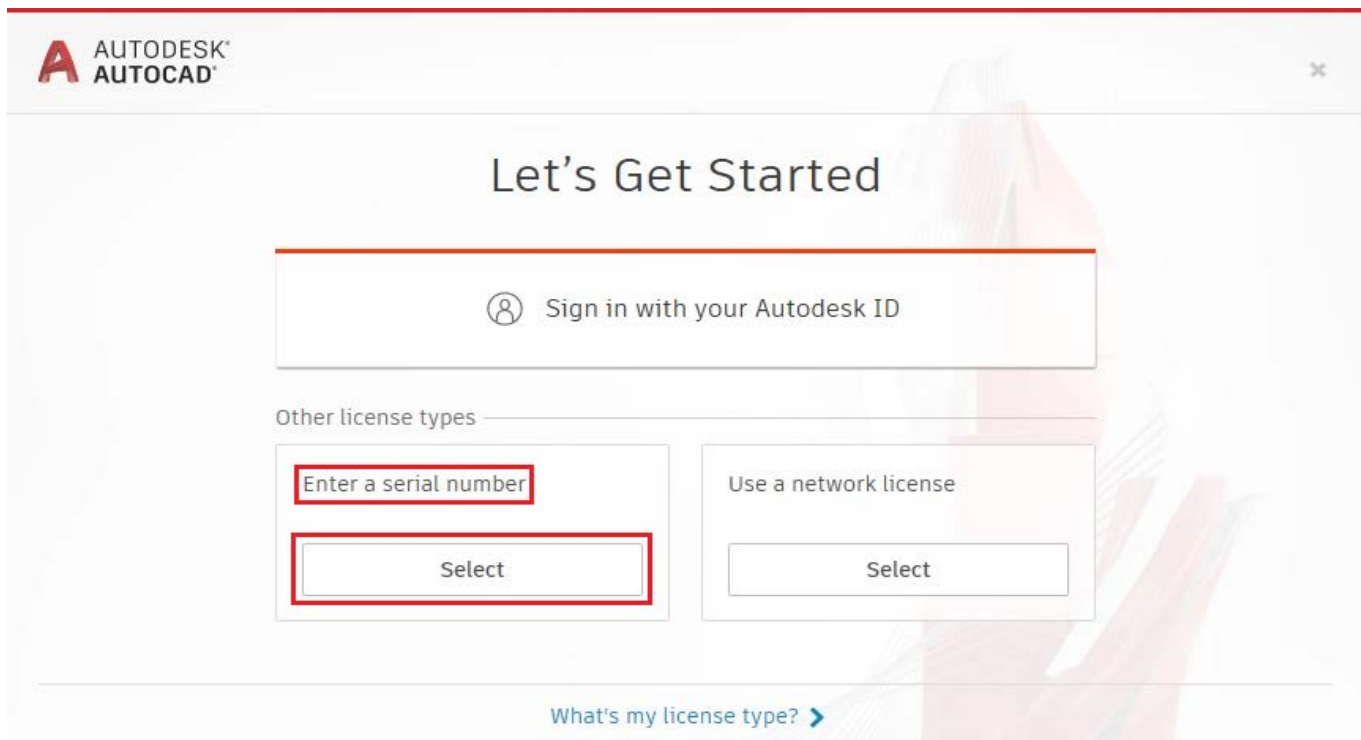 AUTODESK®
AUTOCAD®
Let's Get Started
Sign in with your Autodesk ID
Other license types
Enter a serial number
Use a network license
Select
Select
What's my license type?